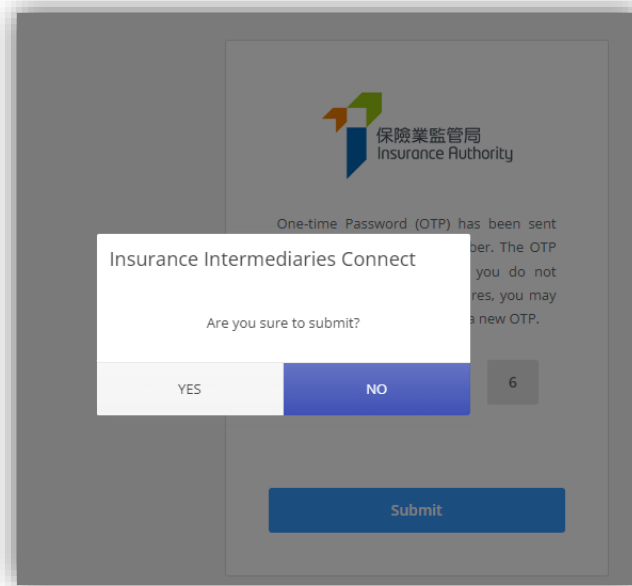 保險業監管局
Insurance Authority
One-time Password (OTP) has been sent
ber. The OTP
Insurance Intermediaries Connect
you do not
res, you may
Are you sure to submit?
a new OTP.
YES
NO
6
Submit